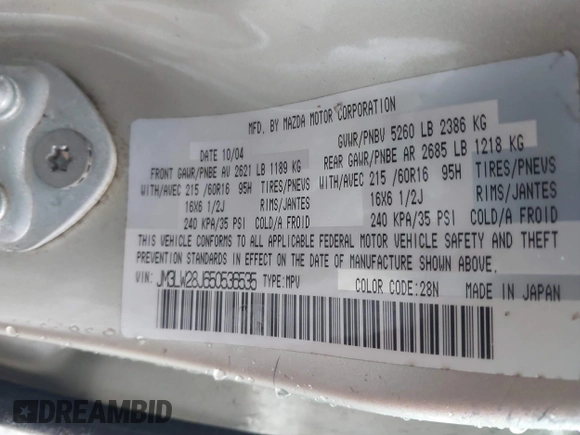 MFD. BY MAZDA MOTOR CORPORATION
DATE 10/04 GVWR/PNBV 5260 LB 2386 KG
FRONT GAWR/PNBE AV 2621 LB 1189 KG REAR GAWR/PNBE AR 2685 LB 1218 KG
WITH/AVEC 215 /60R16 95H TIRES/PNEVS WITH/AVEC 215 /60R16 95H TIRES/PNEVS
16X6 1/2J RIMS/JANTES 16X6 1/2J RIMS/JANTES
240 KPA/35 PSI COLD/A FROID 240 KPA/35 PSI COLD/A FROID
THIS VEHICLE CONFORMS TO ALL APPLICABLE FEDERAL MOTOR VEHICLE SAFETY AND THEFT
PREVENTION STANDARDS IN EFFECT ON THE DATE OF MANUFACTURE SHOWN ABOVE.
VIN: JM3LW28J650536535 TYPE:MPV COLOR CODE:28N MADE IN JAPAN
DREAMBID